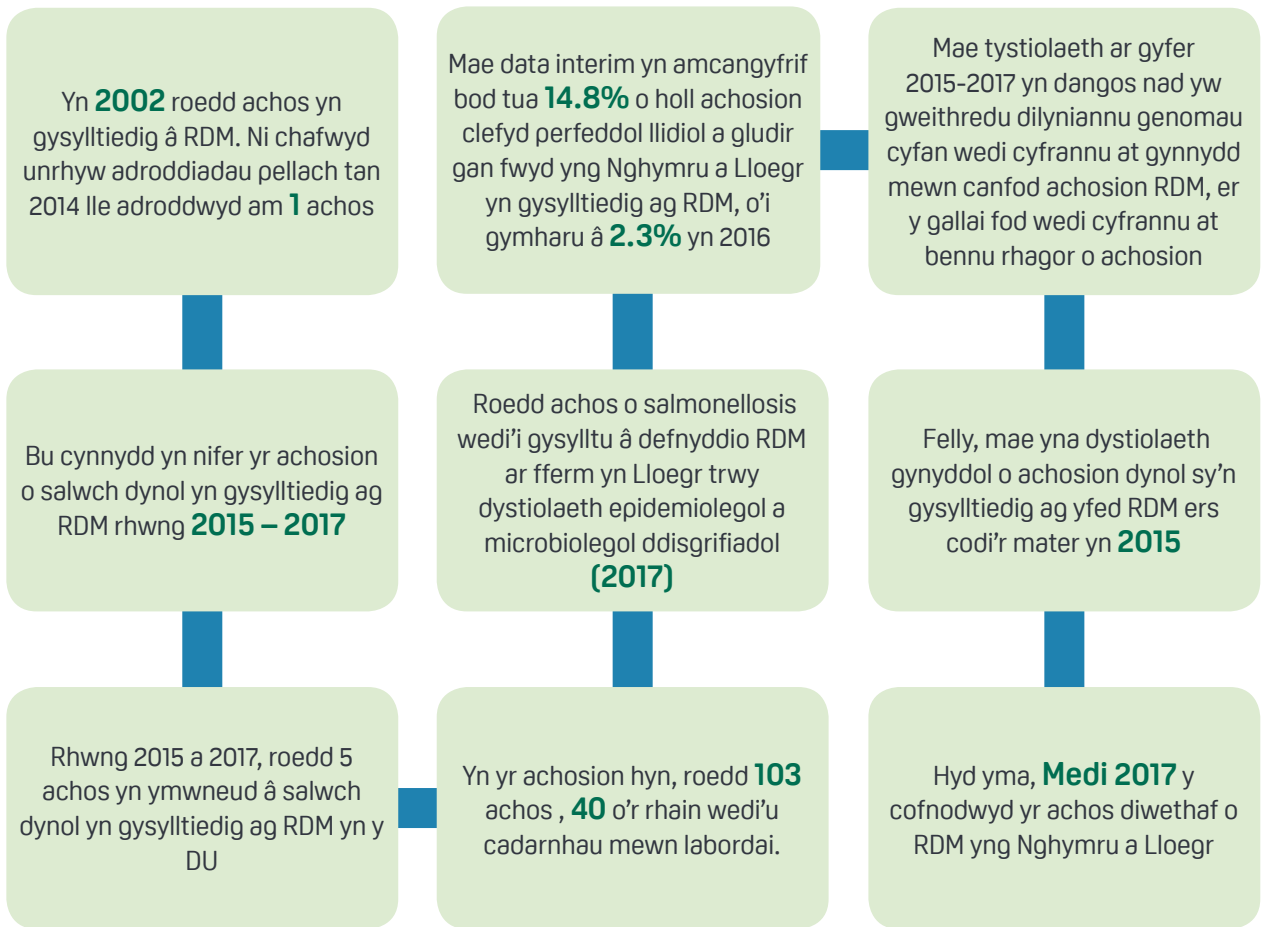 Yn 2002 roedd achos yn
gysylltiedig â RDM. Ni chafwyd
unrhyw adroddiadau pellach tan
2014 lle adroddwyd am 1 achos
Bu cynnydd yn nifer yr achosion
o salwch dynol yn gysylltiedig ag
RDM rhwng 2015 – 2017
Rhwng 2015 a 2017, roedd 5
achos yn ymwneud â salwch
dynol yn gysylltiedig ag RDM yn y
DU
Yn yr achosion hyn, roedd 103
achos , 40 o'r rhain wedi'u
cadarnhau mewn labordai.
Roedd achos o salmonellosis
wedi'i gysylltu â defnyddio RDM
ar fferm yn Lloegr trwy
dystiolaeth epidemiolegol a
microbiolegol ddisgrifiadol
(2017)
Mae data interim yn amcangyfrif
bod tua 14.8% o holl achosion
clefyd perfeddol llidiol a gludir
gan fwyd yng Nghymru a Lloegr
yn gysylltiedig ag RDM, o'i
gymharu â 2.3% yn 2016
Mae tystiolaeth ar gyfer
2015-2017 yn dangos nad yw
gweithredu dilyniannu genomau
cyfan wedi cyfrannu at gynnydd
mewn canfod achosion RDM, er
y gallai fod wedi cyfrannu at
bennu rhagor o achosion
Felly, mae yna dystiolaeth
gynyddol o achosion dynol sy'n
gysylltiedig ag yfed RDM ers
codi'r mater yn 2015
Hyd yma, Medi 2017 y
cofnodwyd yr achos diwethaf o
RDM yng Nghymru a Lloegr